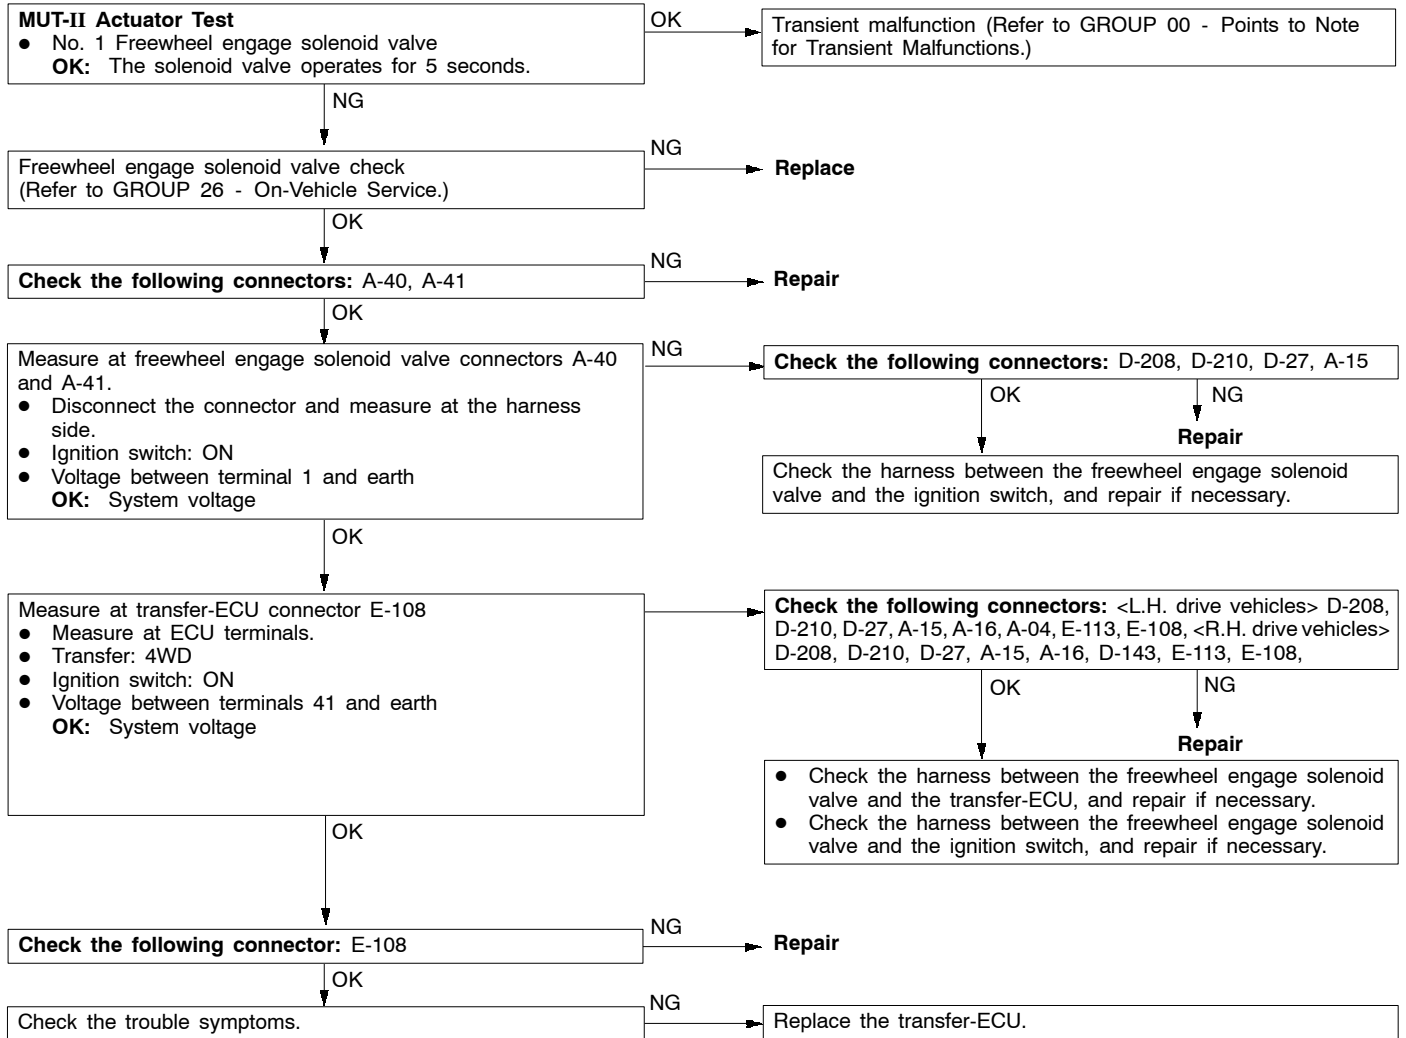 MUT-II Actuator Test
● No. 1 Freewheel engage solenoid valve
OK: The solenoid valve operates for 5 seconds.
OK
Transient malfunction (Refer to GROUP 00 - Points to Note
for Transient Malfunctions.)
NG
Freewheel engage solenoid valve check
(Refer to GROUP 26 - On-Vehicle Service.)
NG
Replace
OK
Check the following connectors: A-40, A-41
NG
Repair
OK
Measure at freewheel engage solenoid valve connectors A-40
and A-41.
● Disconnect the connector and measure at the harness
side.
● Ignition switch: ON
● Voltage between terminal 1 and earth
OK: System voltage
NG
Check the following connectors: D-208, D-210, D-27, A-15
OK
NG
Repair
Check the harness between the freewheel engage solenoid
valve and the ignition switch, and repair if necessary.
OK
Measure at transfer-ECU connector E-108
● Measure at ECU terminals.
● Transfer: 4WD
● Ignition switch: ON
● Voltage between terminals 41 and earth
OK: System voltage
Check the following connectors: <L.H. drive vehicles> D-208,
D-210, D-27, A-15, A-16, A-04, E-113, E-108, <R.H. drive vehicles>
D-208, D-210, D-27, A-15, A-16, D-143, E-113, E-108,
OK
NG
Repair
● Check the harness between the freewheel engage solenoid
valve and the transfer-ECU, and repair if necessary.
● Check the harness between the freewheel engage solenoid
valve and the ignition switch, and repair if necessary.
OK
Check the following connector: E-108
NG
Repair
OK
Check the trouble symptoms.
NG
Replace the transfer-ECU.